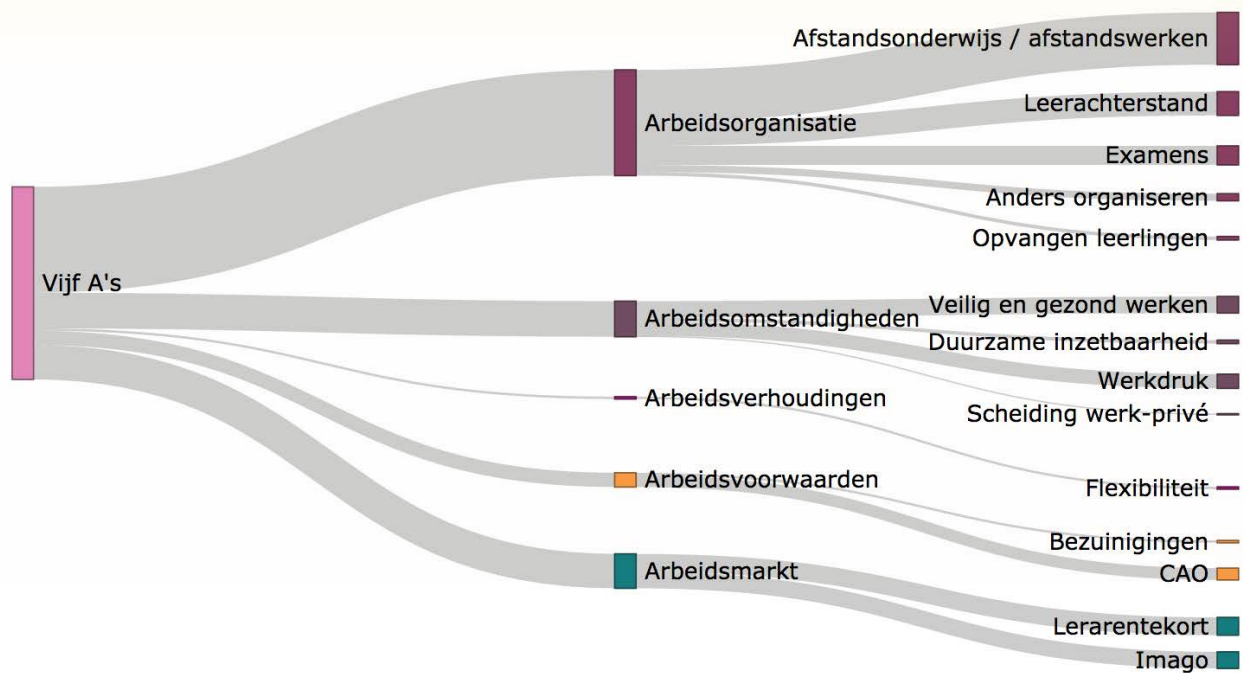 Vijf A's
Arbeidsorganisatie
Arbeidsomstandigheden
Arbeidsverhoudingen
Arbeidsvoorwaarden
Arbeidsmarkt
Afstandsonderwijs / afstandswerken
Leerachterstand
Examens
Anders organiseren
Opvangen leerlingen
Veilig en gezond werken
Duurzame inzetbaarheid
Werkdruk
Scheiding werk-privé
Flexibiliteit
Bezuinigingen
CAO
Lerarentekort
Imago